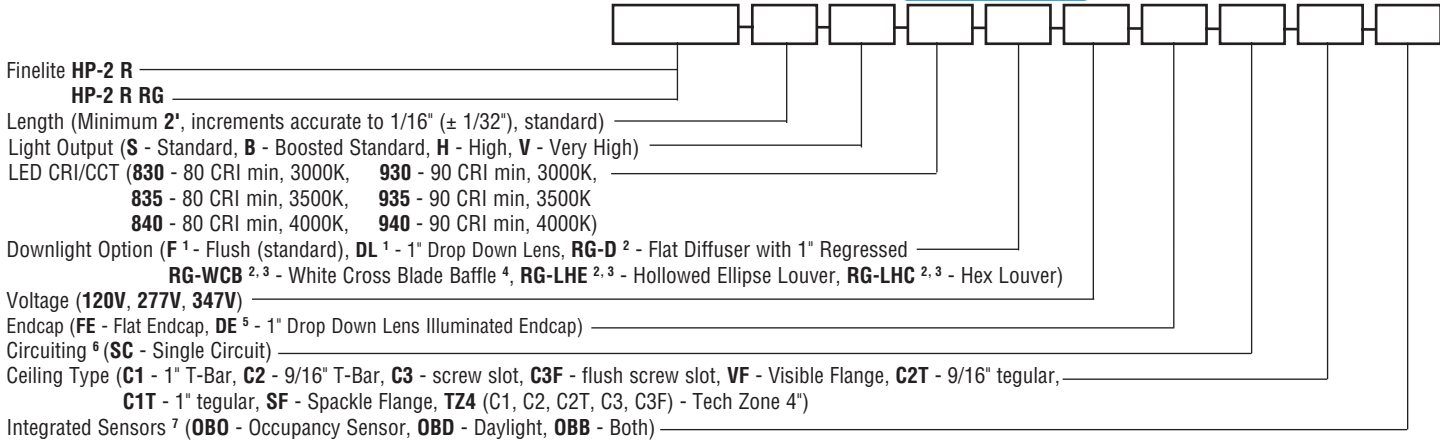 Finelite HP-2 R
HP-2 R RG
Length (Minimum 2', increments accurate to 1/16" (± 1/32"), standard)
Light Output (S - Standard, B - Boosted Standard, H - High, V - Very High)
LED CRI/CCT (830 - 80 CRI min, 3000K, 930 - 90 CRI min, 3000K,
835 - 80 CRI min, 3500K, 935 - 90 CRI min, 3500K
840 - 80 CRI min, 4000K, 940 - 90 CRI min, 4000K)
Downlight Option (F ¹ - Flush (standard), DL ¹ - 1" Drop Down Lens, RG-D ² - Flat Diffuser with 1" Regressed
RG-WCB ²,³ - White Cross Blade Baffle ⁴, RG-LHE ²,³ - Hollowed Ellipse Louver, RG-LHC ²,³ - Hex Louver)
Voltage (120V, 277V, 347V)
Endcap (FE - Flat Endcap, DE ⁵ - 1" Drop Down Lens Illuminated Endcap)
Circuiting ⁶ (SC - Single Circuit)
Ceiling Type (C1 - 1" T-Bar, C2 - 9/16" T-Bar, C3 - screw slot, C3F - flush screw slot, VF - Visible Flange, C2T - 9/16" tegular,
C1T - 1" tegular, SF - Spackle Flange, TZ4 (C1, C2, C2T, C3, C3F) - Tech Zone 4")
Integrated Sensors ⁷ (OBO - Occupancy Sensor, OBD - Daylight, OBB - Both)